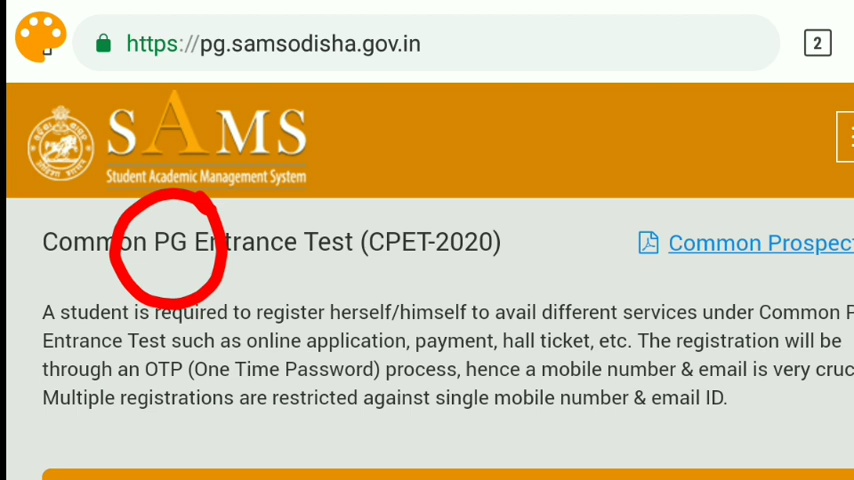 https://pg.samsodisha.gov.in
2
SAMS
Student Academic Management System
Common PG Entrance Test (CPET-2020)
Common Prospect
A student is required to register herself/himself to avail different services under Common P
Entrance Test such as online application, payment, hall ticket, etc. The registration will be
through an OTP (One Time Password) process, hence a mobile number & email is very cruc
Multiple registrations are restricted against single mobile number & email ID.